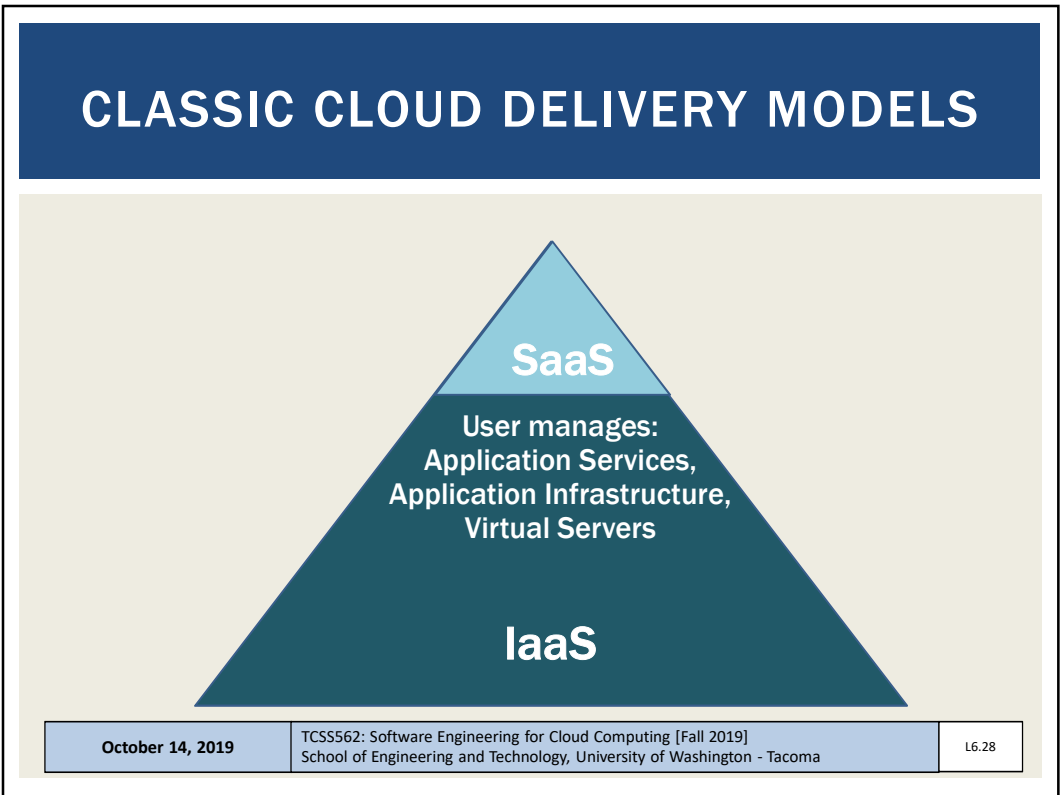 CLASSIC CLOUD DELIVERY MODELS
SaaS
User manages:
Application Services,
Application Infrastructure,
Virtual Servers
IaaS
October 14, 2019
TCSS562: Software Engineering for Cloud Computing [Fall 2019]
School of Engineering and Technology, University of Washington - Tacoma
L6.28